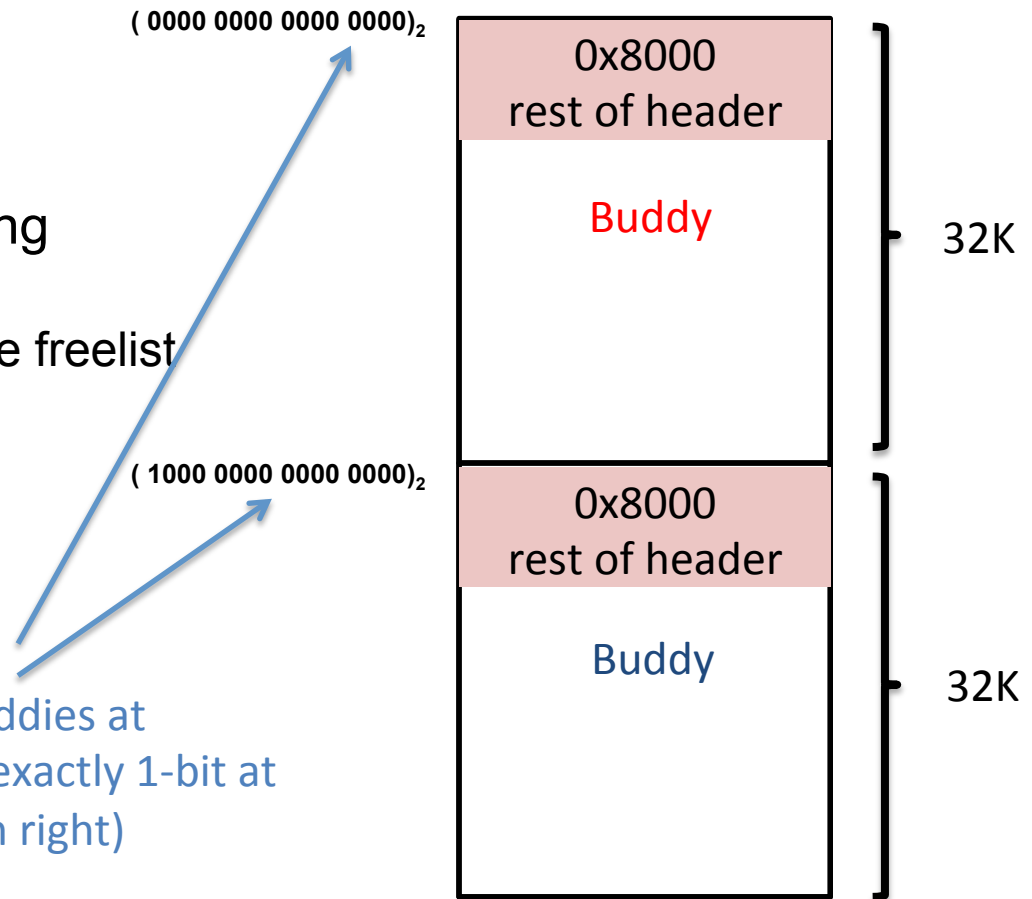 ( 0000 0000 0000 0000)₂
0x8000
rest of header
Buddy
32K
ng
e freelist
( 1000 0000 0000 0000)₂
0x8000
rest of header
Buddy
32K
ddies at
exactly 1-bit at
n right)